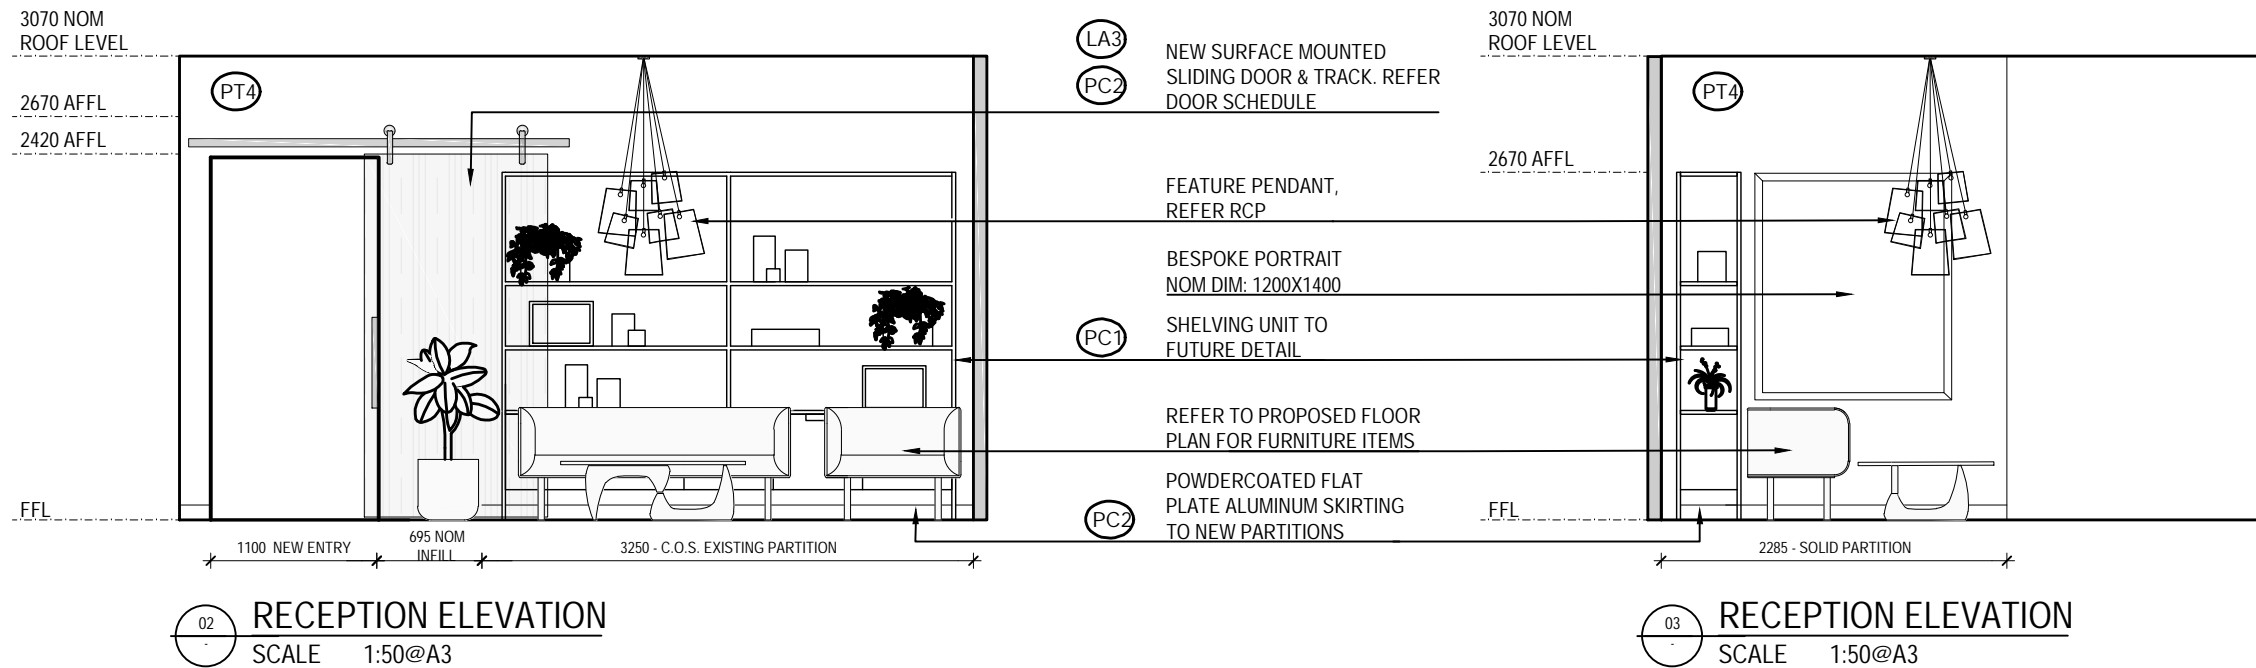 3070 NOM
ROOF LEVEL
2670 AFFL
2420 AFFL
FFL
PT4
1100 NEW ENTRY
695 NOM
INFILL
3250 - C.O.S. EXISTING PARTITION
02
-
RECEPTION ELEVATION
SCALE 1:50@A3
LA3
PC2
NEW SURFACE MOUNTED
SLIDING DOOR & TRACK. REFER
DOOR SCHEDULE
FEATURE PENDANT,
REFER RCP
BESPOKE PORTRAIT
NOM DIM: 1200X1400
PC1
SHELVING UNIT TO
FUTURE DETAIL
REFER TO PROPOSED FLOOR
PLAN FOR FURNITURE ITEMS
PC2
POWDERCOATED FLAT
PLATE ALUMINUM SKIRTING
TO NEW PARTITIONS
3070 NOM
ROOF LEVEL
2670 AFFL
FFL
PT4
2285 - SOLID PARTITION
03
-
RECEPTION ELEVATION
SCALE 1:50@A3